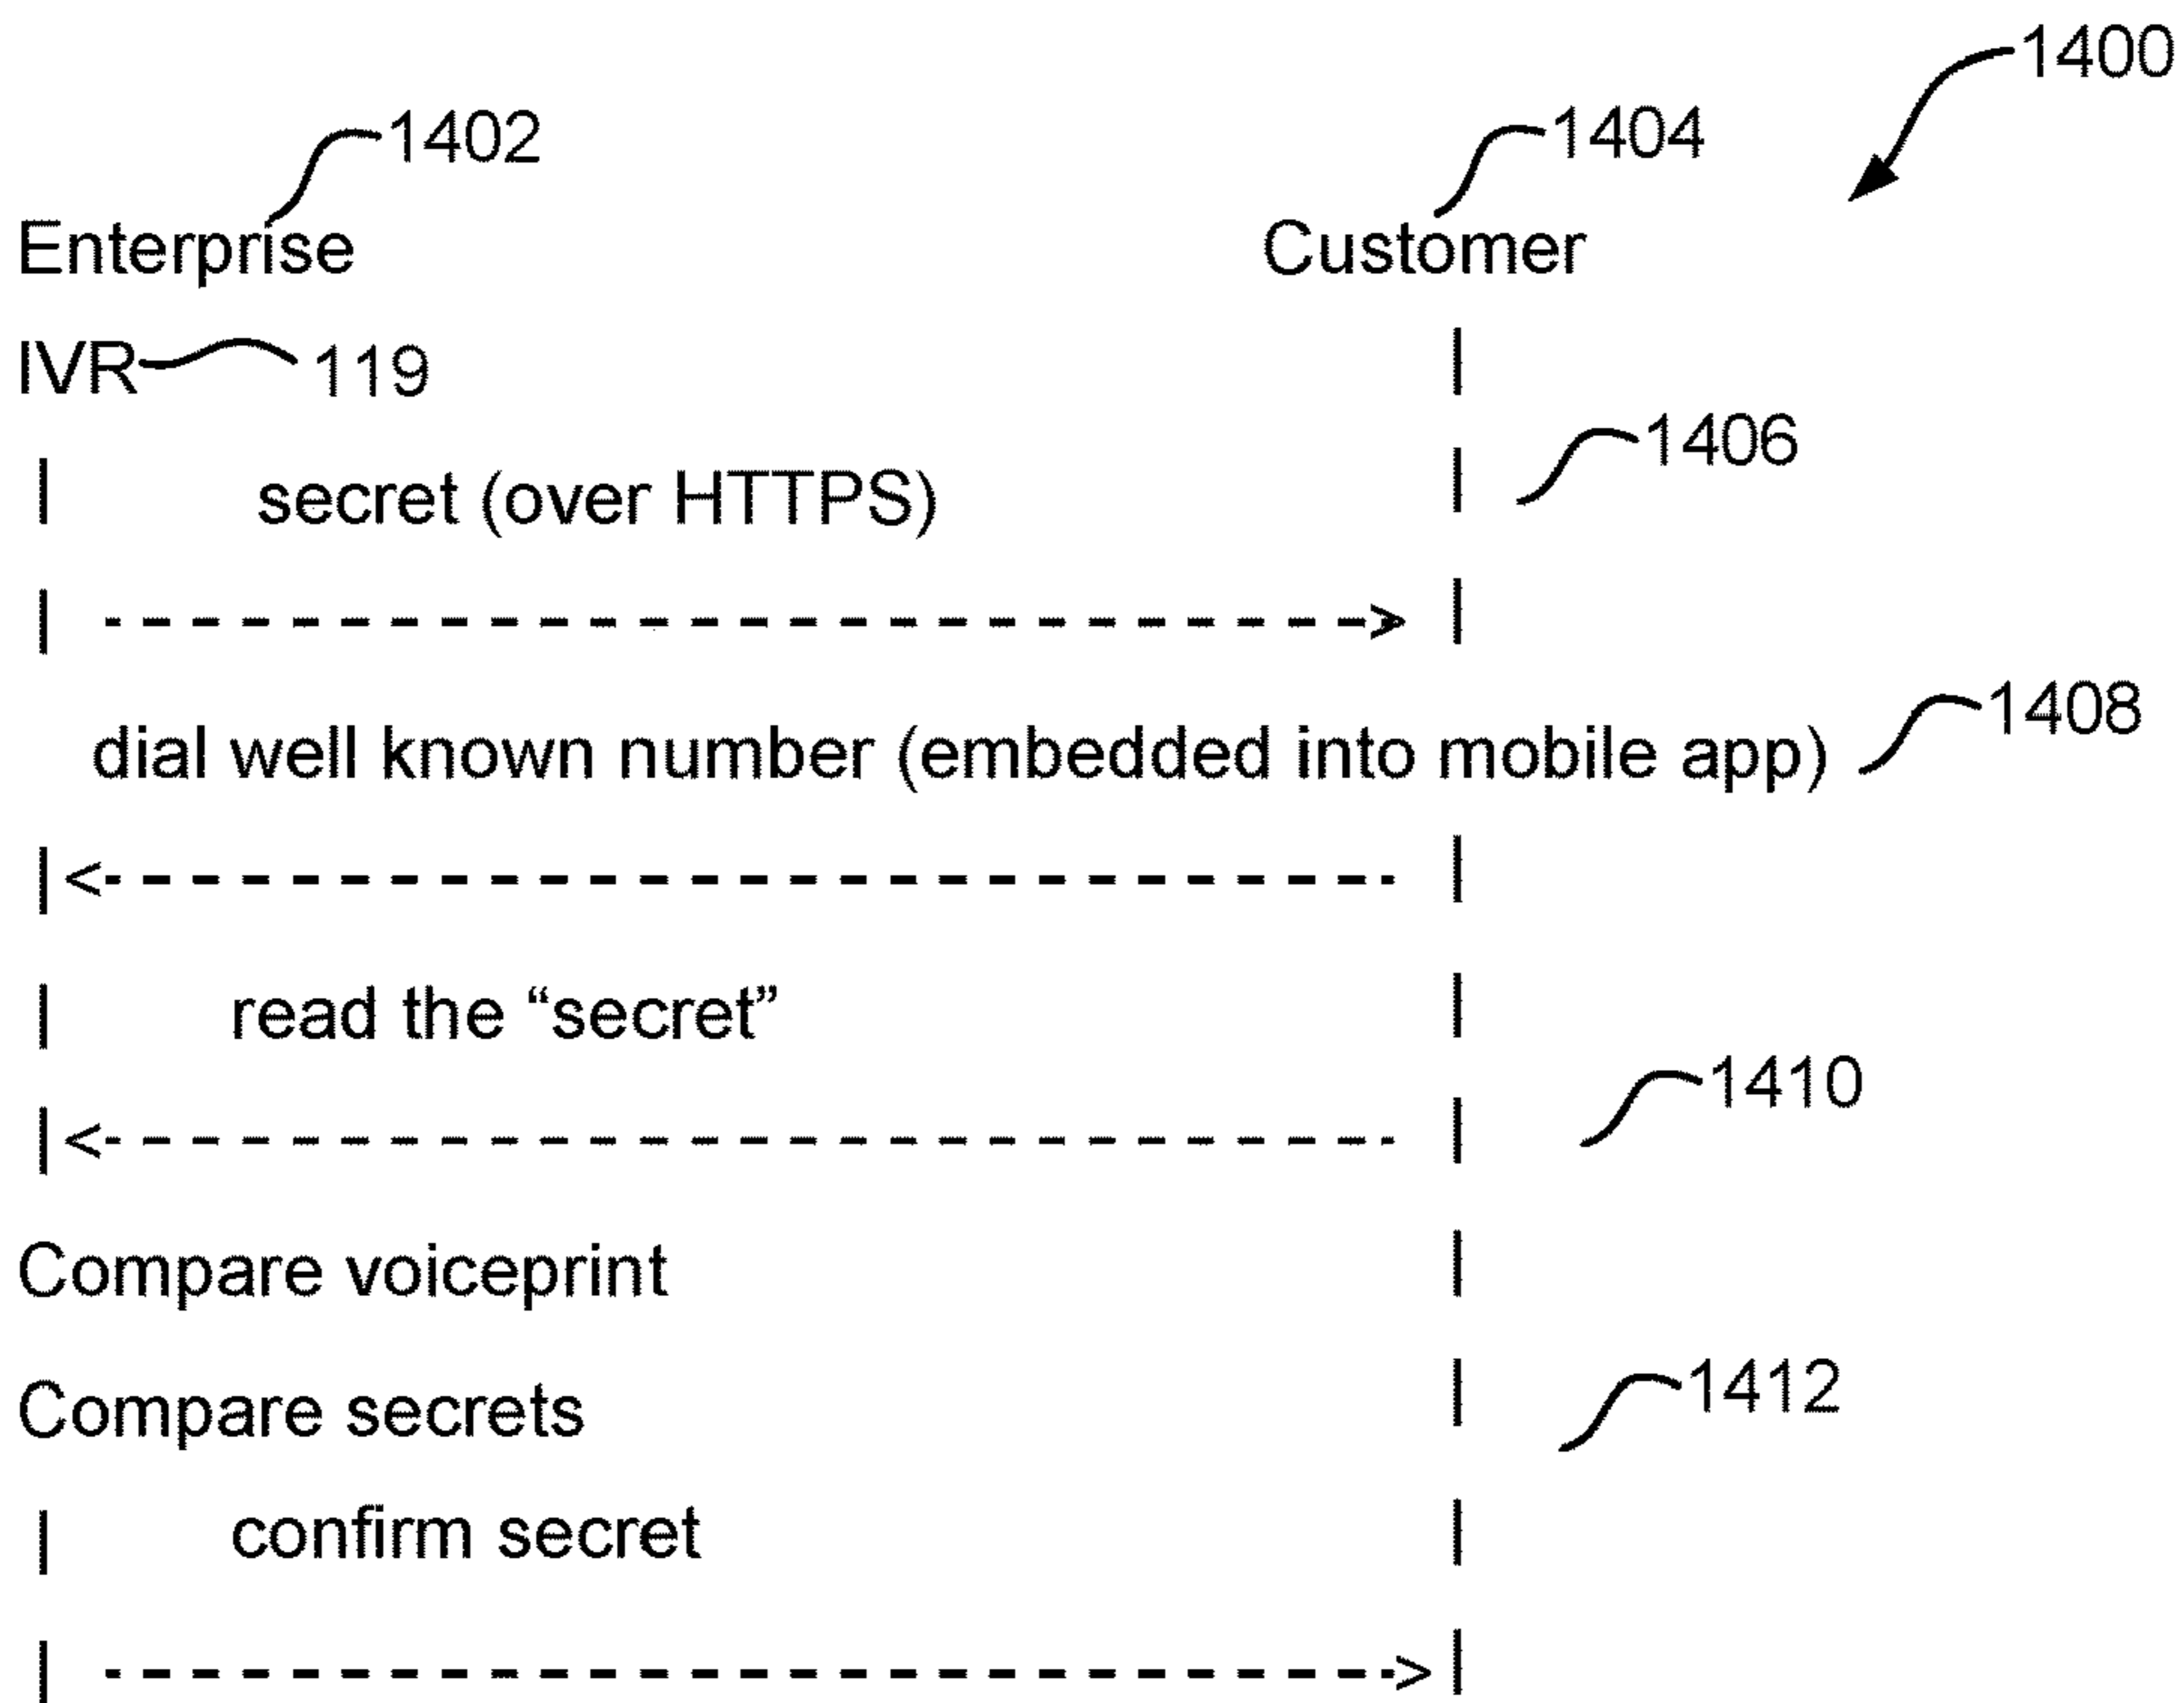 1400
1402
1404
Enterprise
Customer
IVR 119
1406
secret (over HTTPS)
1408
dial well known number (embedded into mobile app)
read the “secret”
1410
Compare voiceprint
1412
Compare secrets
confirm secret